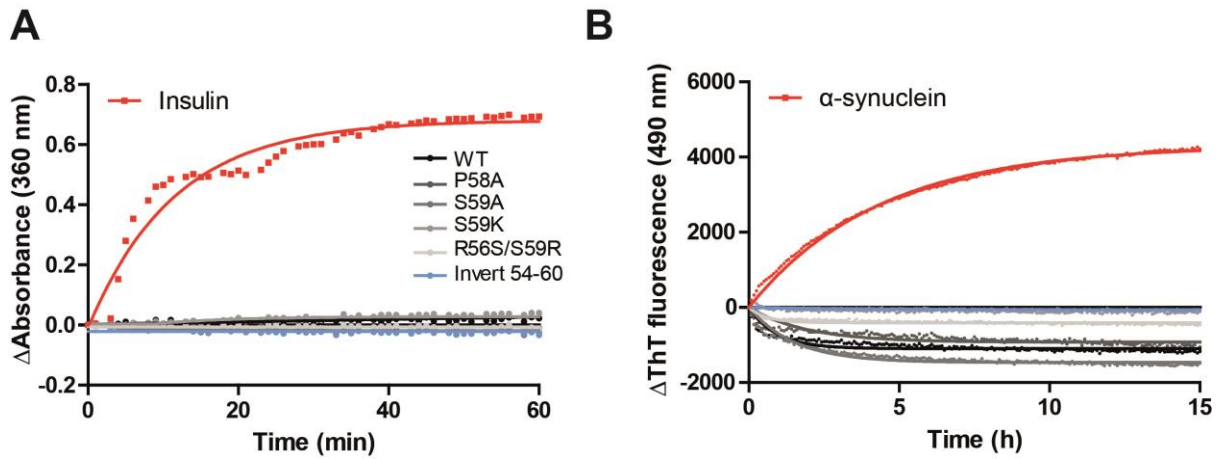 A
ΔAbsorbance (360 nm)
0.8
0.6
0.4
0.2
0.0
-0.2
Insulin
WT
P58A
S59A
S59K
R56S/S59R
Invert 54-60
0
20
40
60
Time (min)
B
ΔThT fluorescence (490 nm)
6000
4000
2000
0
-2000
α-synuclein
0
5
10
15
Time (h)